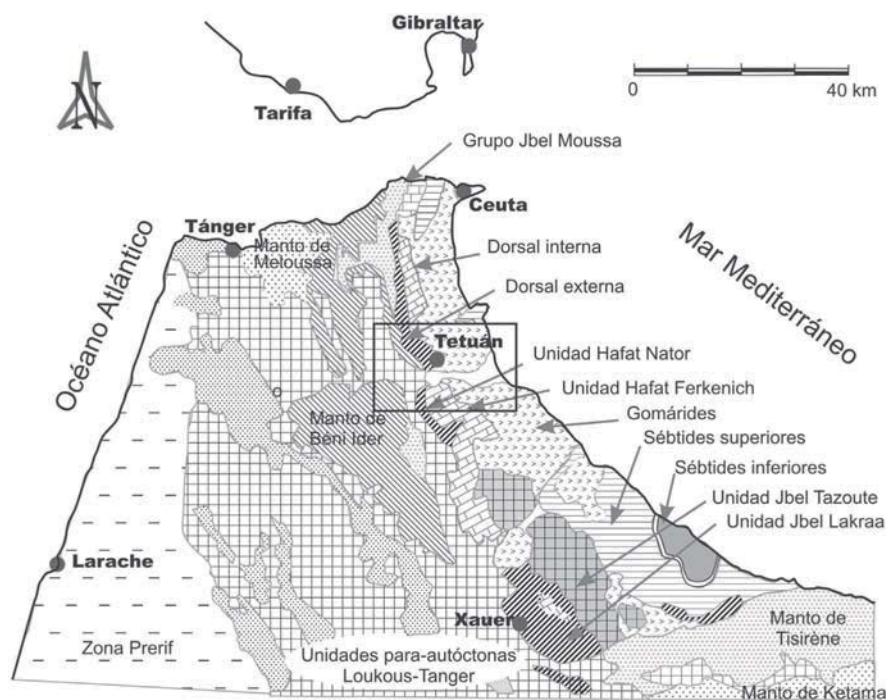 Gibraltar
Tarifa
N
0
40 km
Grupo Jbel Moussa
Ceuta
Tánger
Manto de
Meloussa
Dorsal interna
Dorsal externa
Océano Atlántico
Mar Mediterráneo
Tetuán
Unidad Hafat Nator
Unidad Hafat Ferkenich
Manto de
Beni Ider
Gomárides
Sébtides superiores
Sébtides inferiores
Unidad Jbel Tazoute
Unidad Jbel Lakraa
Larache
Xauer
Zona Prerif
Unidades para-autóctonas
Loukous-Tanger
Manto de
Tisirène
Manto de Ketama